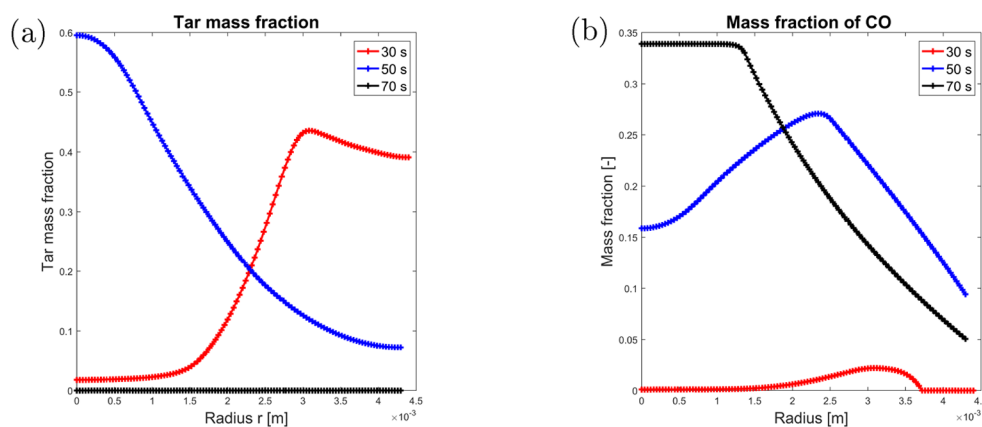 (a)
Tar mass fraction
0.6
0.5
0.4
0.3
0.2
0.1
0
Tar mass fraction
30 s
50 s
70 s
0 0.5 1 1.5 2 2.5 3 3.5 4 4.5
Radius r [m]
×10⁻³
(b)
Mass fraction of CO
0.35
0.3
0.25
0.2
0.15
0.1
0.05
0
Mass fraction [-]
30 s
50 s
70 s
0 0.5 1 1.5 2 2.5 3 3.5 4 4.
Radius [m]
×10⁻³